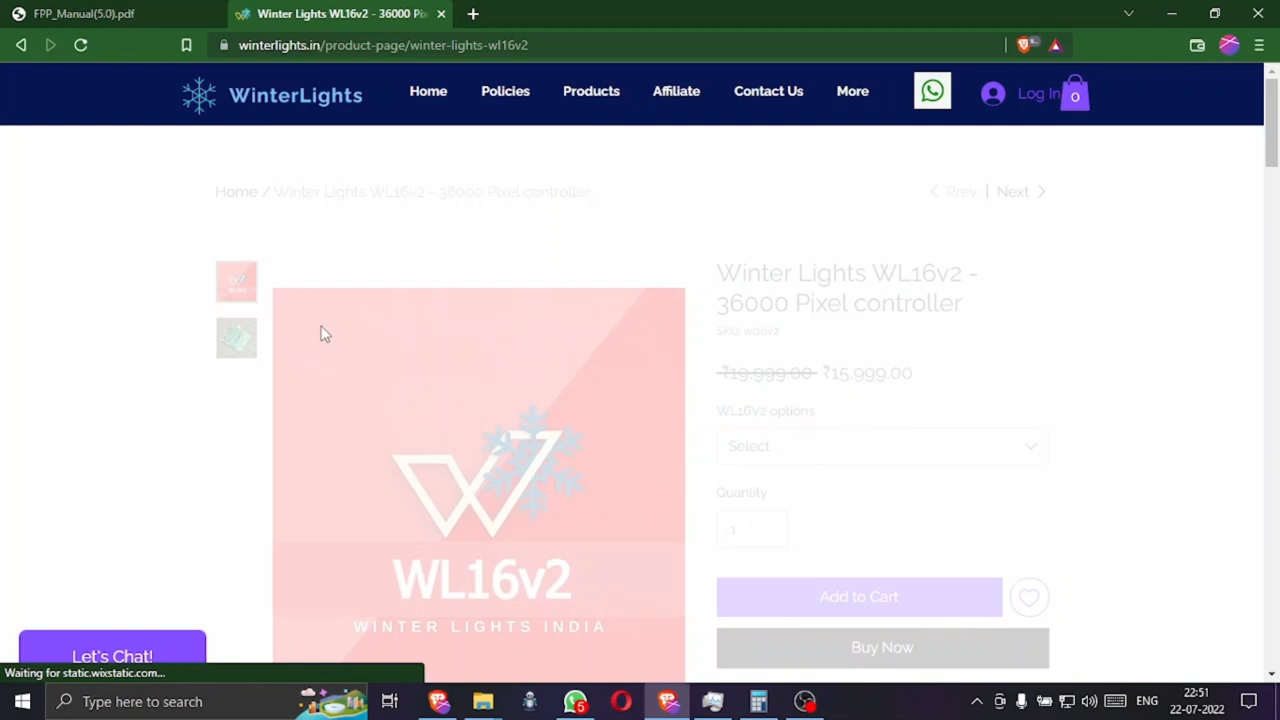 FPP_Manual(5.0).pdf
Winter Lights WL16v2 - 36000 Pix
winterlights.in/product-page/winter-lights-wl16v2
WinterLights
Home
Policies
Products
Affiliate
Contact Us
More
Log In
0
Home / Winter Lights WL16v2 - 36000 Pixel controller
Prev | Next
Winter Lights WL16v2 -
36000 Pixel controller
SKU: wl16v2
₹19,999.00 ₹15,999.00
WL16V2 options
Select
Quantity
1
Add to Cart
Buy Now
WL16v2
WINTER LIGHTS INDIA
Let's Chat!
Waiting for static.wixstatic.com...
Type here to search
5
ENG
22:51
22-07-2022